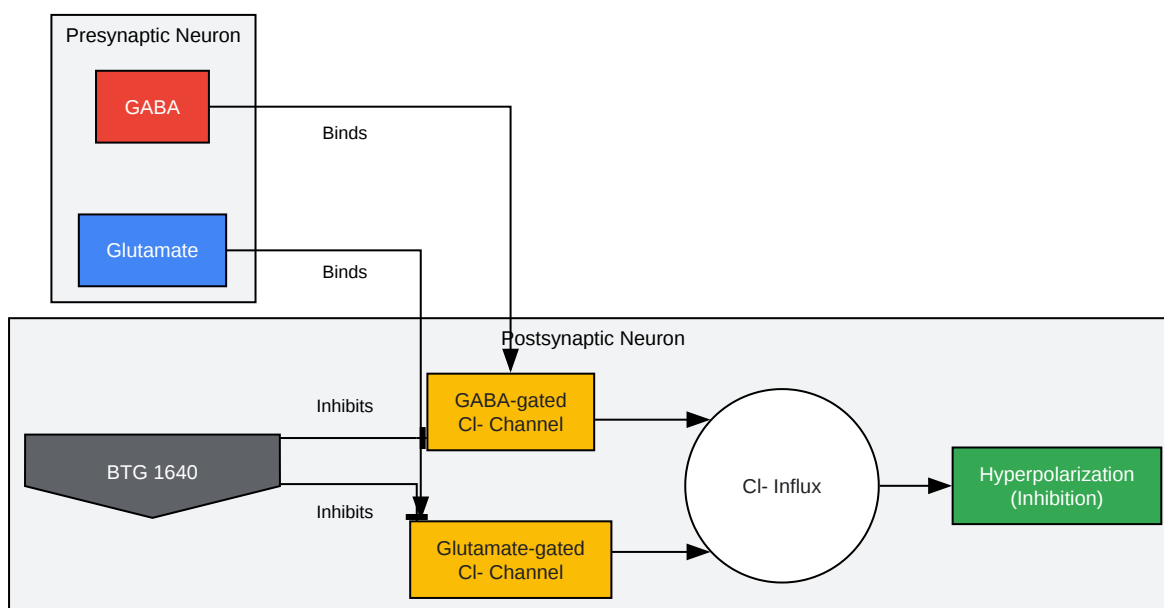 Presynaptic Neuron
GABA
Binds
Glutamate
Binds
Postsynaptic Neuron
GABA-gated
Cl- Channel
Inhibits
BTG 1640
Inhibits
Glutamate-gated
Cl- Channel
Cl- Influx
Hyperpolarization
(Inhibition)